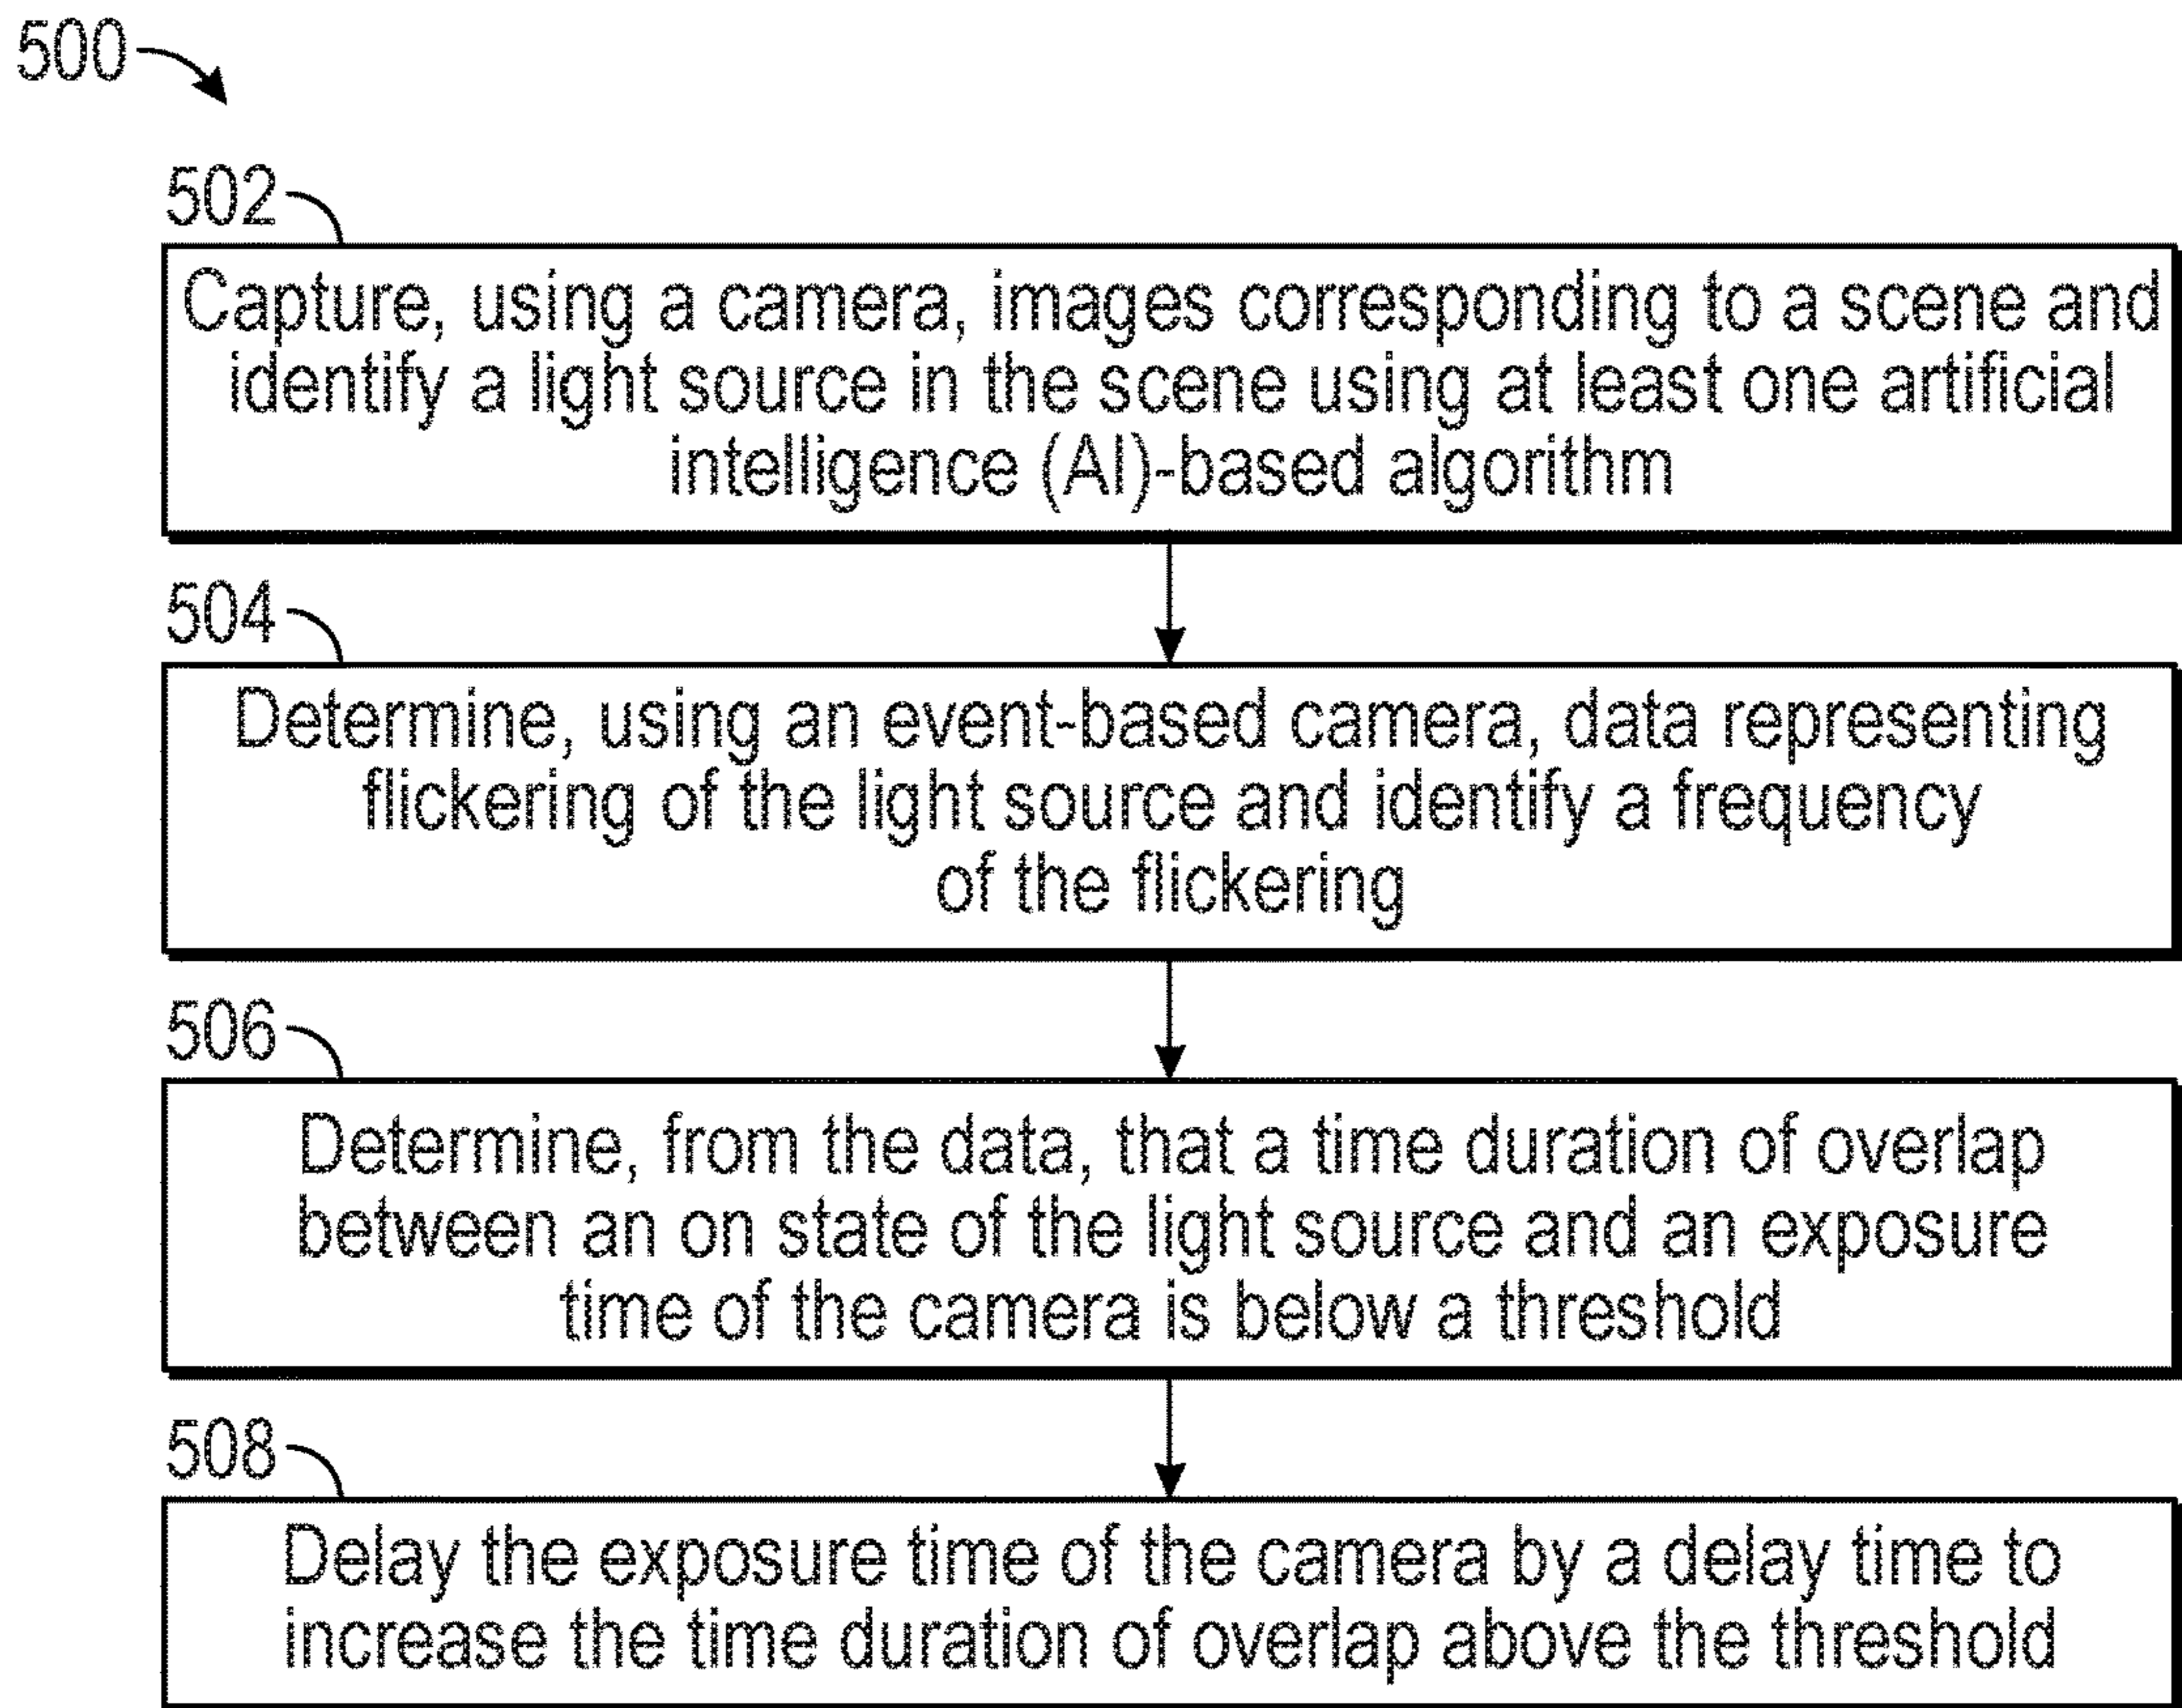 500
502
Capture, using a camera, images corresponding to a scene and
identify a light source in the scene using at least one artificial
intelligence (AI)-based algorithm
504
Determine, using an event-based camera, data representing
flickering of the light source and identify a frequency
of the flickering
506
Determine, from the data, that a time duration of overlap
between an on state of the light source and an exposure
time of the camera is below a threshold
508
Delay the exposure time of the camera by a delay time to
increase the time duration of overlap above the threshold